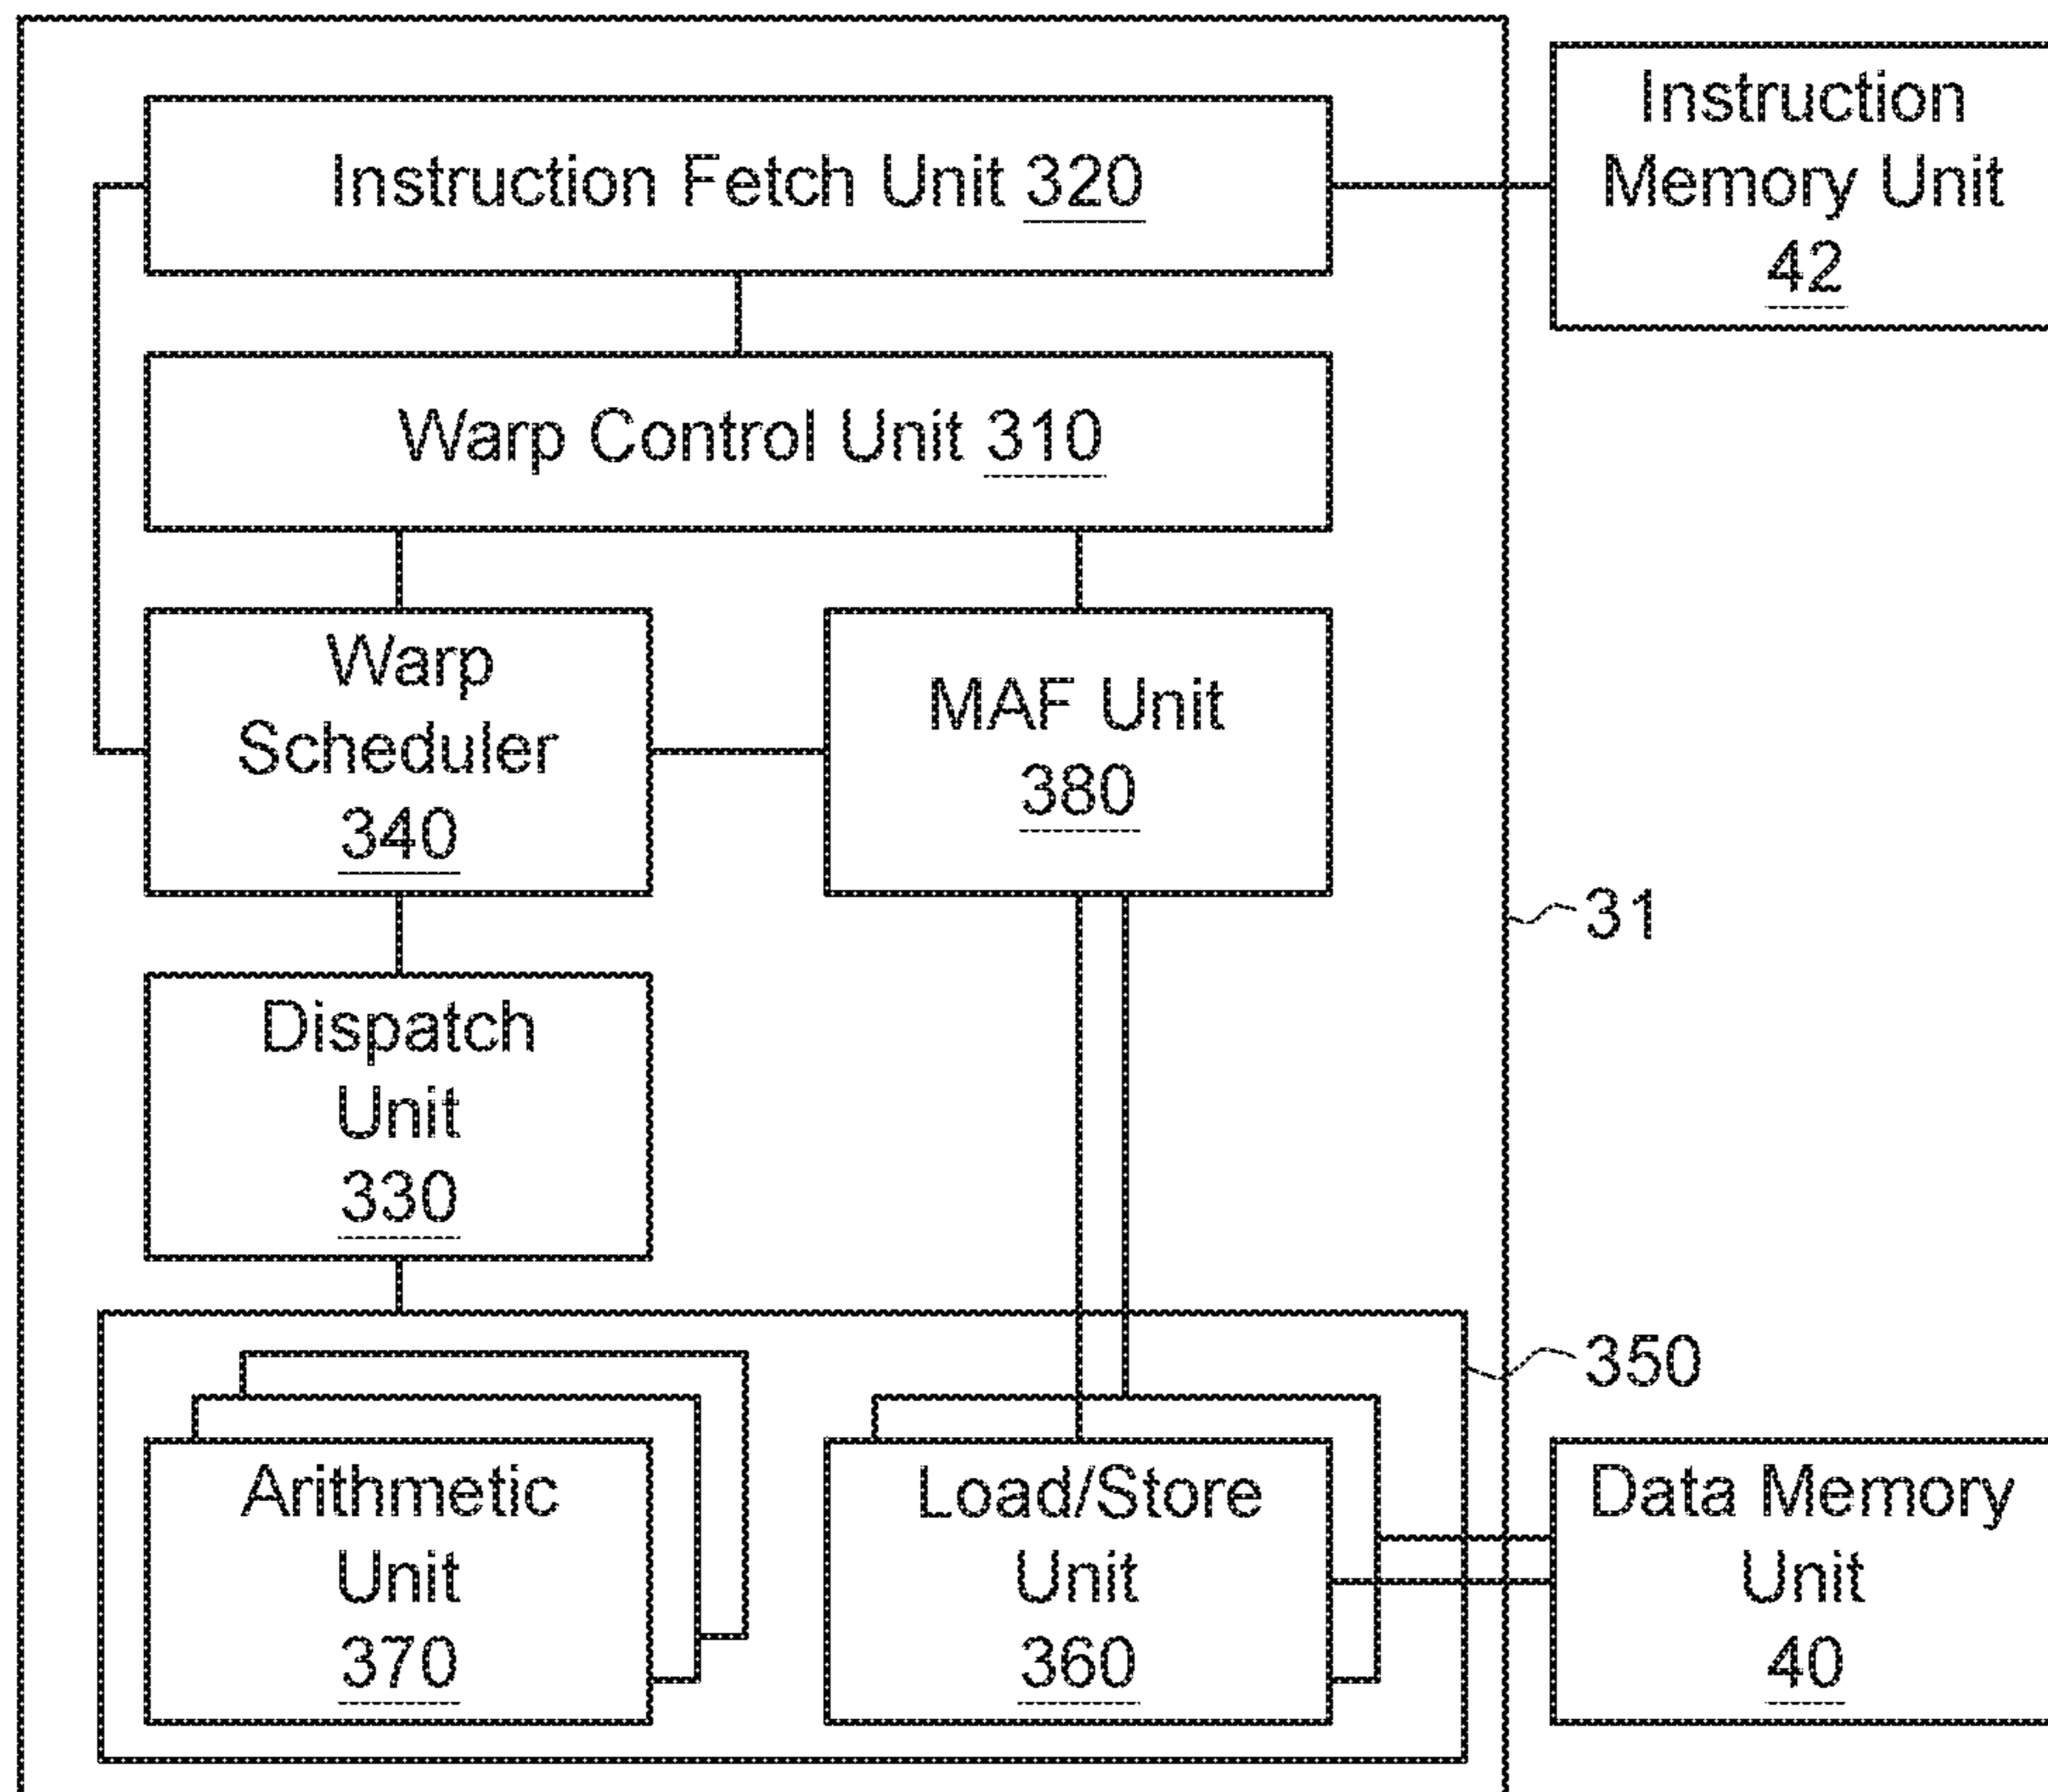 Instruction Fetch Unit 320
Instruction
Memory Unit
42
Warp Control Unit 310
Warp
Scheduler
340
MAF Unit
380
31
Dispatch
Unit
330
350
Arithmetic
Unit
370
Load/Store
Unit
360
Data Memory
Unit
40